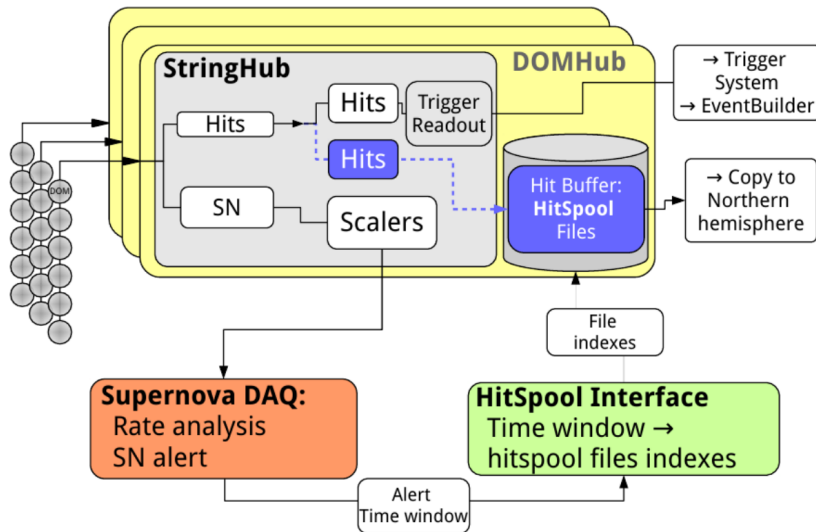 StringHub
DOMHub
Hits
Hits
Hits
Trigger
Readout
SN
Scalers
DOM
Hit Buffer:
HitSpool
Files
→ Trigger
System
→ EventBuilder
→ Copy to
Northern
hemisphere
File
indexes
Supernova DAQ:
Rate analysis
SN alert
HitSpool Interface
Time window →
hitspool files indexes
Alert
Time window